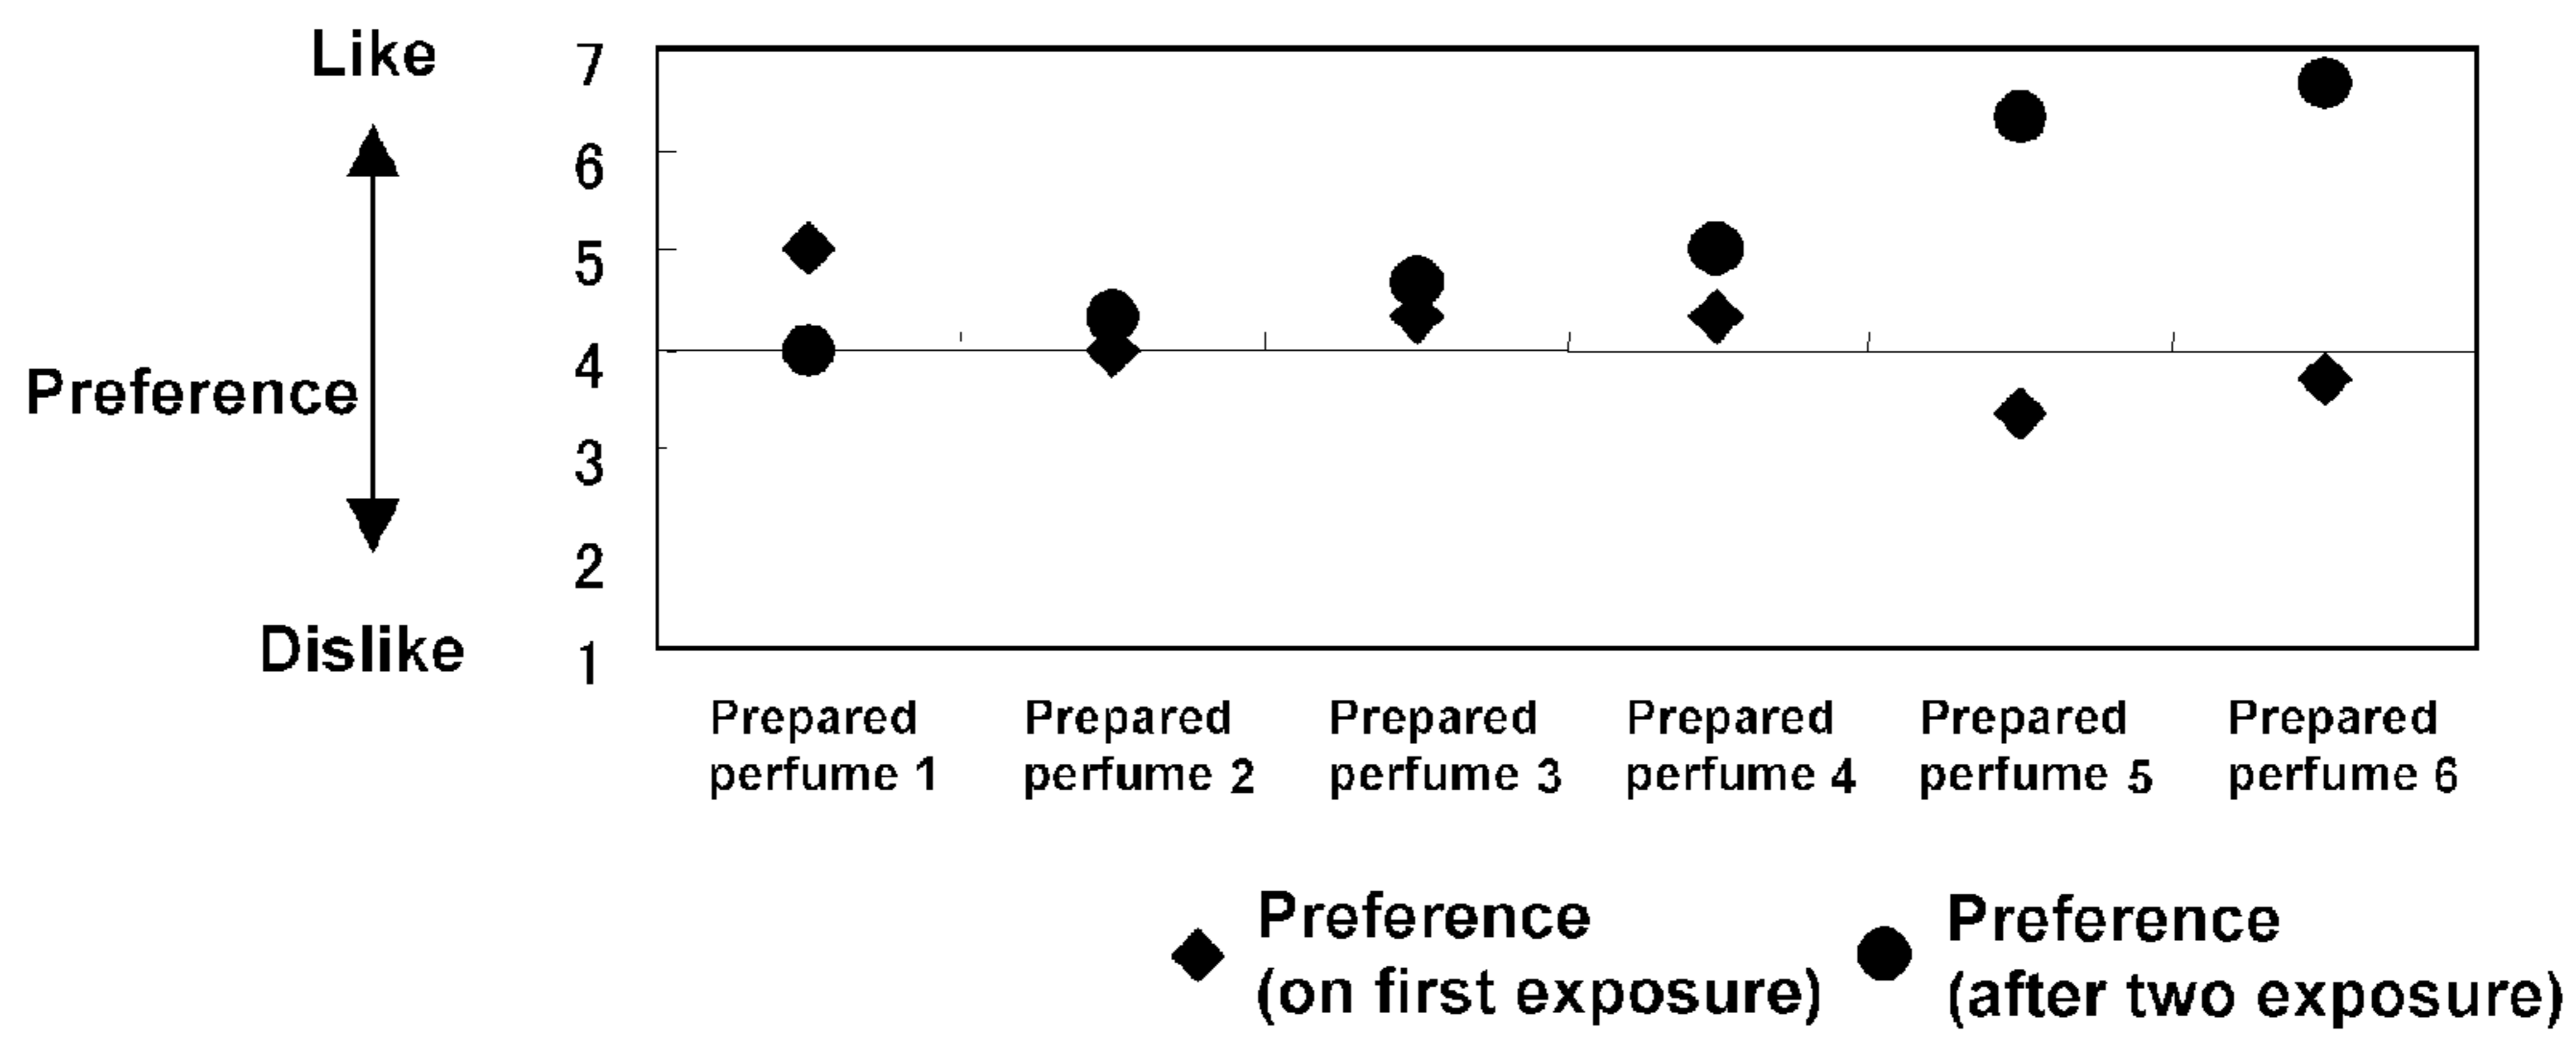 Like
Preference
Dislike
7
6
5
4
3
2
1
Prepared
perfume 1
Prepared
perfume 2
Prepared
perfume 3
Prepared
perfume 4
Prepared
perfume 5
Prepared
perfume 6
Preference
(on first exposure)
Preference
(after two exposure)